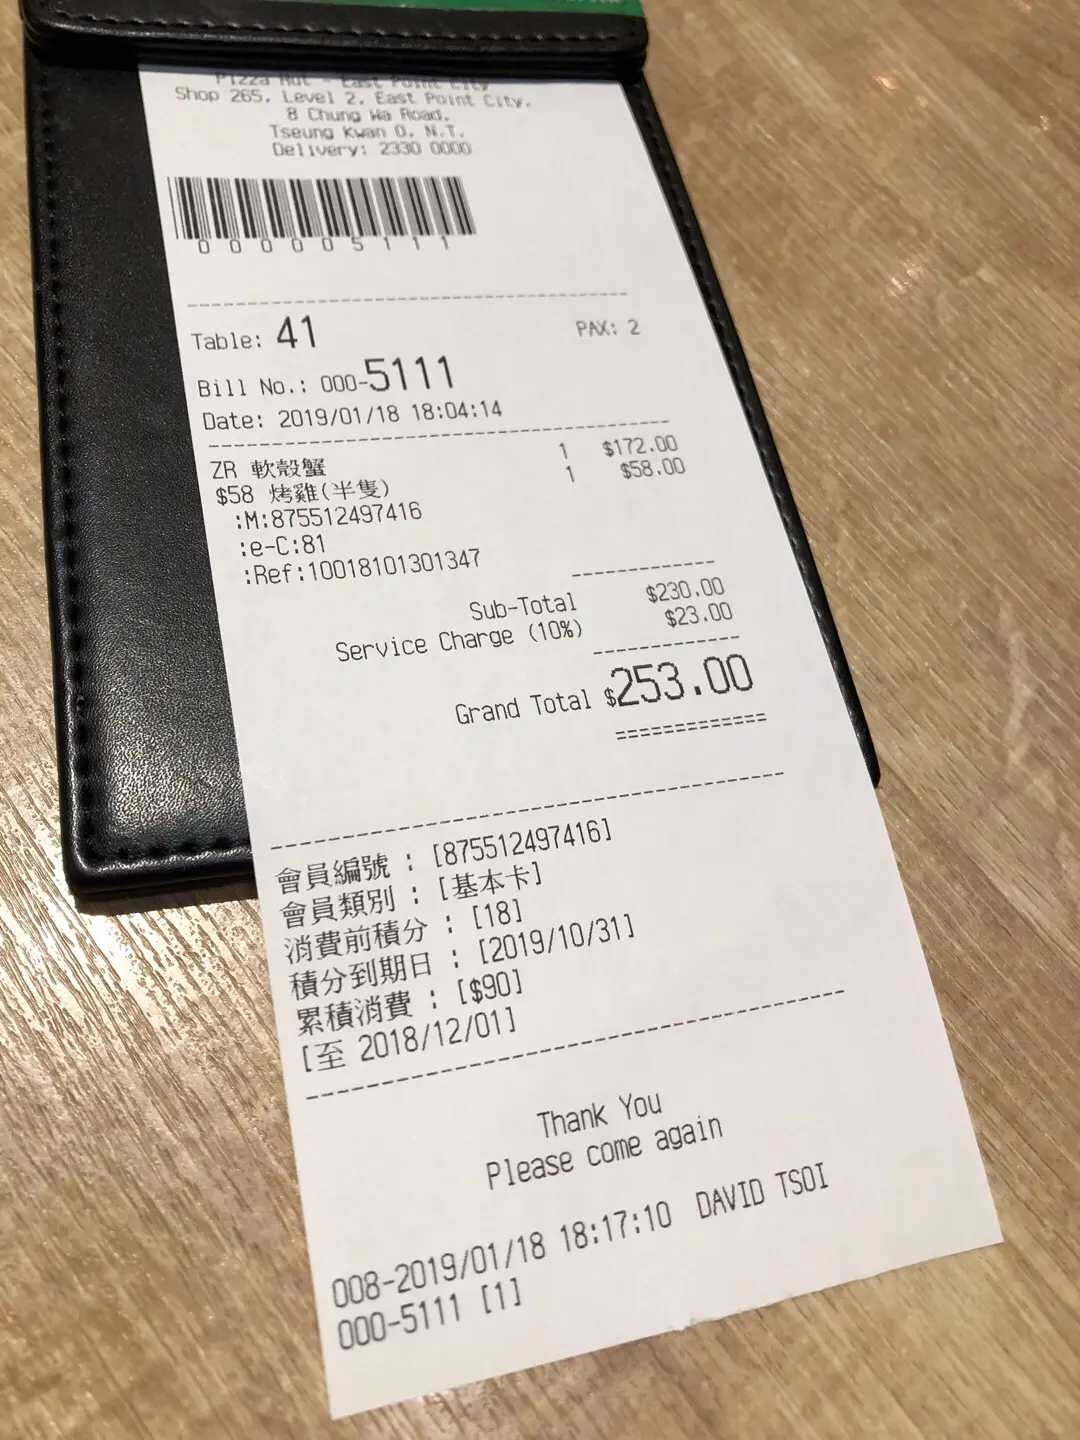 Pizza Hut - East Point City
Shop 265, Level 2, East Point City,
8 Chung Wa Road,
Tseung Kwan O, N.T.
Delivery: 2330 0000
000005111
Table: 41 PAX: 2
Bill No.: 000-5111
Date: 2019/01/18 18:04:14
ZR 軟殼蟹 1 $172.00
$58 烤雞(半隻) 1 $58.00
:M:875512497416
:e-C:81
:Ref:10018101301347
Sub-Total $230.00
Service Charge (10%) $23.00
Grand Total $253.00
=============
會員編號 : [875512497416]
會員類別 : [基本卡]
消費前積分 : [18]
積分到期日 : [2019/10/31]
累積消費 : [$90]
[至 2018/12/01]
Thank You
Please come again
008-2019/01/18 18:17:10 DAVID TSOI
000-5111 [1]